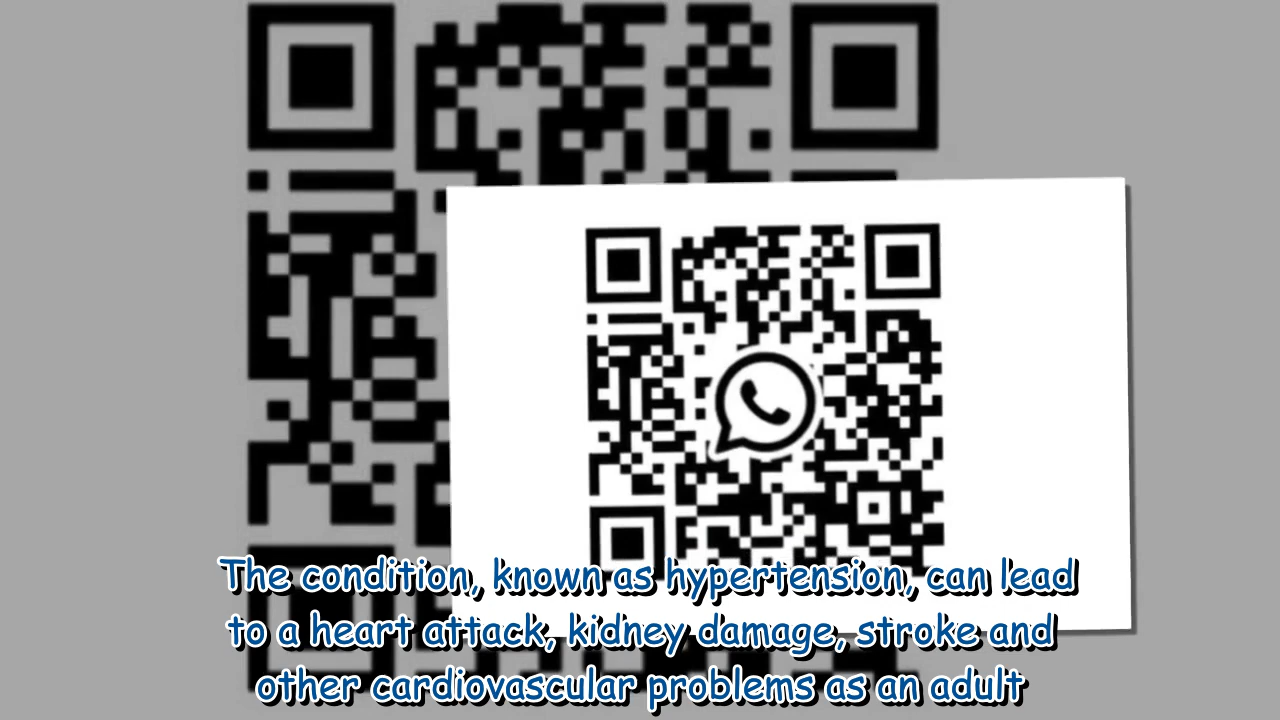 The condition, known as hypertension, can lead
to a heart attack, kidney damage, stroke and
other cardiovascular problems as an adult